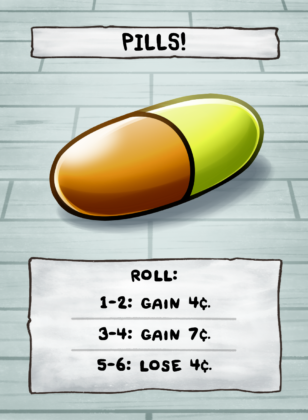 PILLS!
ROLL:
1-2: GAIN 4¢.
3-4: GAIN 7¢.
5-6: LOSE 4¢.